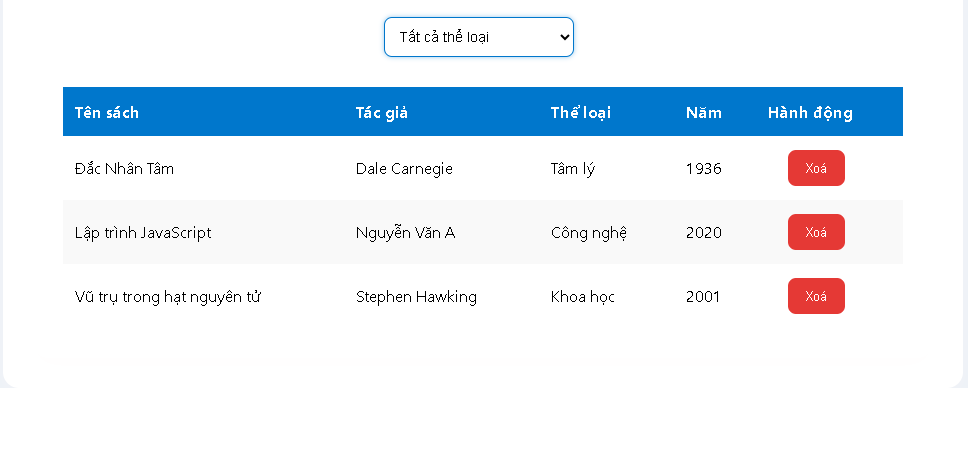 Tất cả thể loại
Tên sách Tác giả Thể loại Năm Hành động
Đắc Nhân Tâm Dale Carnegie Tâm lý 1936 Xoá
Lập trình JavaScript Nguyễn Văn A Công nghệ 2020 Xoá
Vũ trụ trong hạt nguyên tử Stephen Hawking Khoa học 2001 Xoá